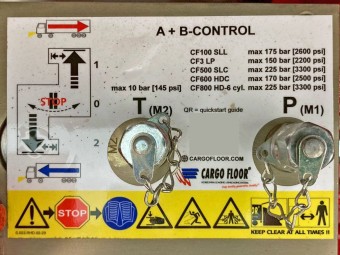 A + B-CONTROL
CF100 SLL max 175 bar [2600 psi]
CF3 LP max 150 bar [2200 psi]
CF500 SLC max 225 bar [3300 psi]
CF600 HDC max 170 bar [2500 psi]
CF800 HD-6 cyl. max 225 bar [3300 psi]
max 10 bar [145 psi]
T (M2)
QR = quickstart guide
P (M1)
1
STOP
0
2
CARGOFLOOR.COM
CARGO FLOOR
STOP
KEEP CLEAR AT ALL TIMES !!